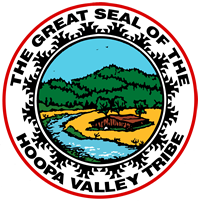 THE GREAT SEAL OF THE
HOOPA VALLEY TRIBE